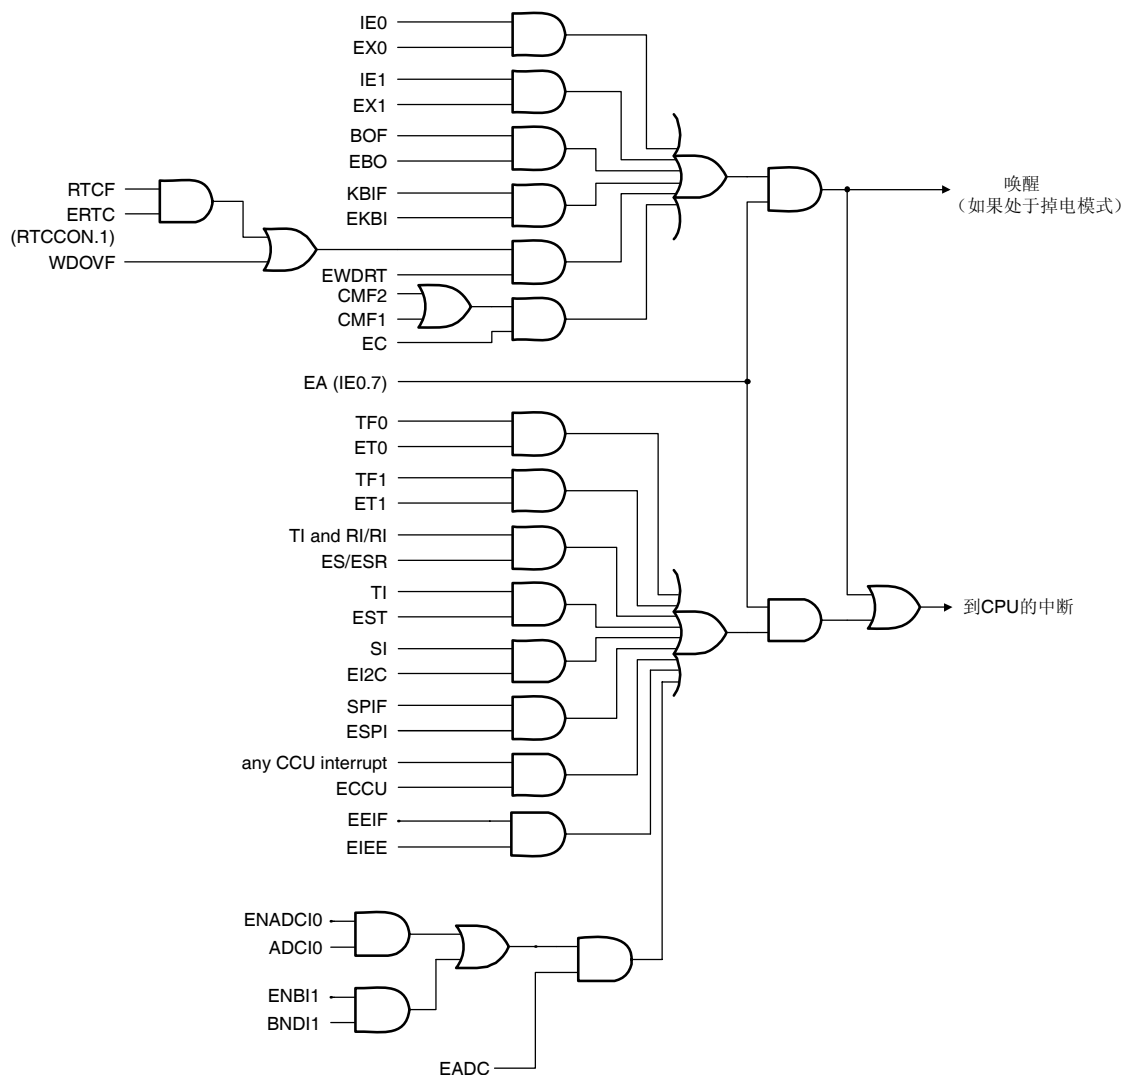 IE0
EX0
IE1
EX1
BOF
EBO
RTCF
ERTC
(RTCCON.1)
WDOVF
KBIF
EKBI
EWDRT
CMF2
CMF1
EC
唤醒
（如果处于掉电模式）
EA (IE0.7)
TF0
ET0
TF1
ET1
TI and RI/RI
ES/ESR
TI
EST
到CPU的中断
SI
EI2C
SPIF
ESPI
any CCU interrupt
ECCU
EEIF
EIEE
ENADCI0
ADCI0
ENBI1
BNDI1
EADC